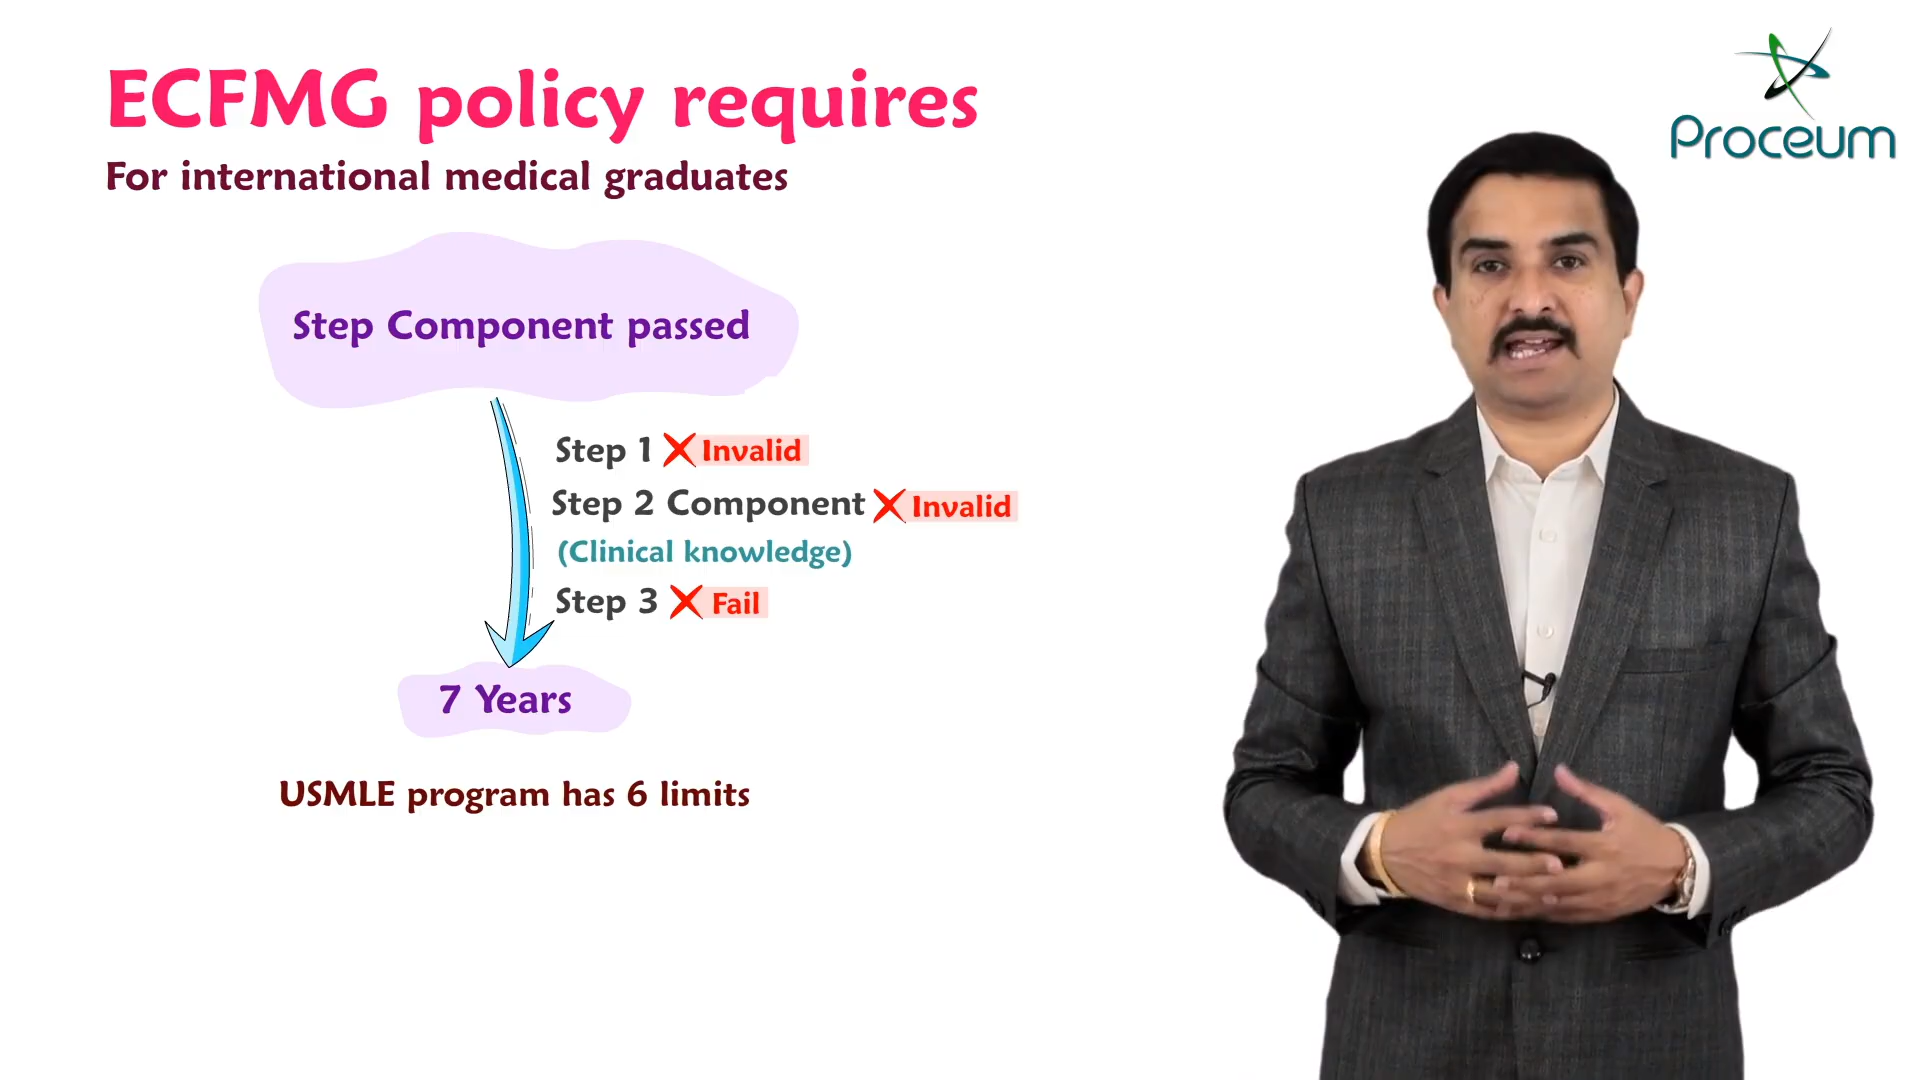 ECFMG policy requires
For international medical graduates
Proceum
Step Component passed
Step 1 Invalid
Step 2 Component Invalid
(Clinical knowledge)
Step 3 Fail
7 Years
USMLE program has 6 limits